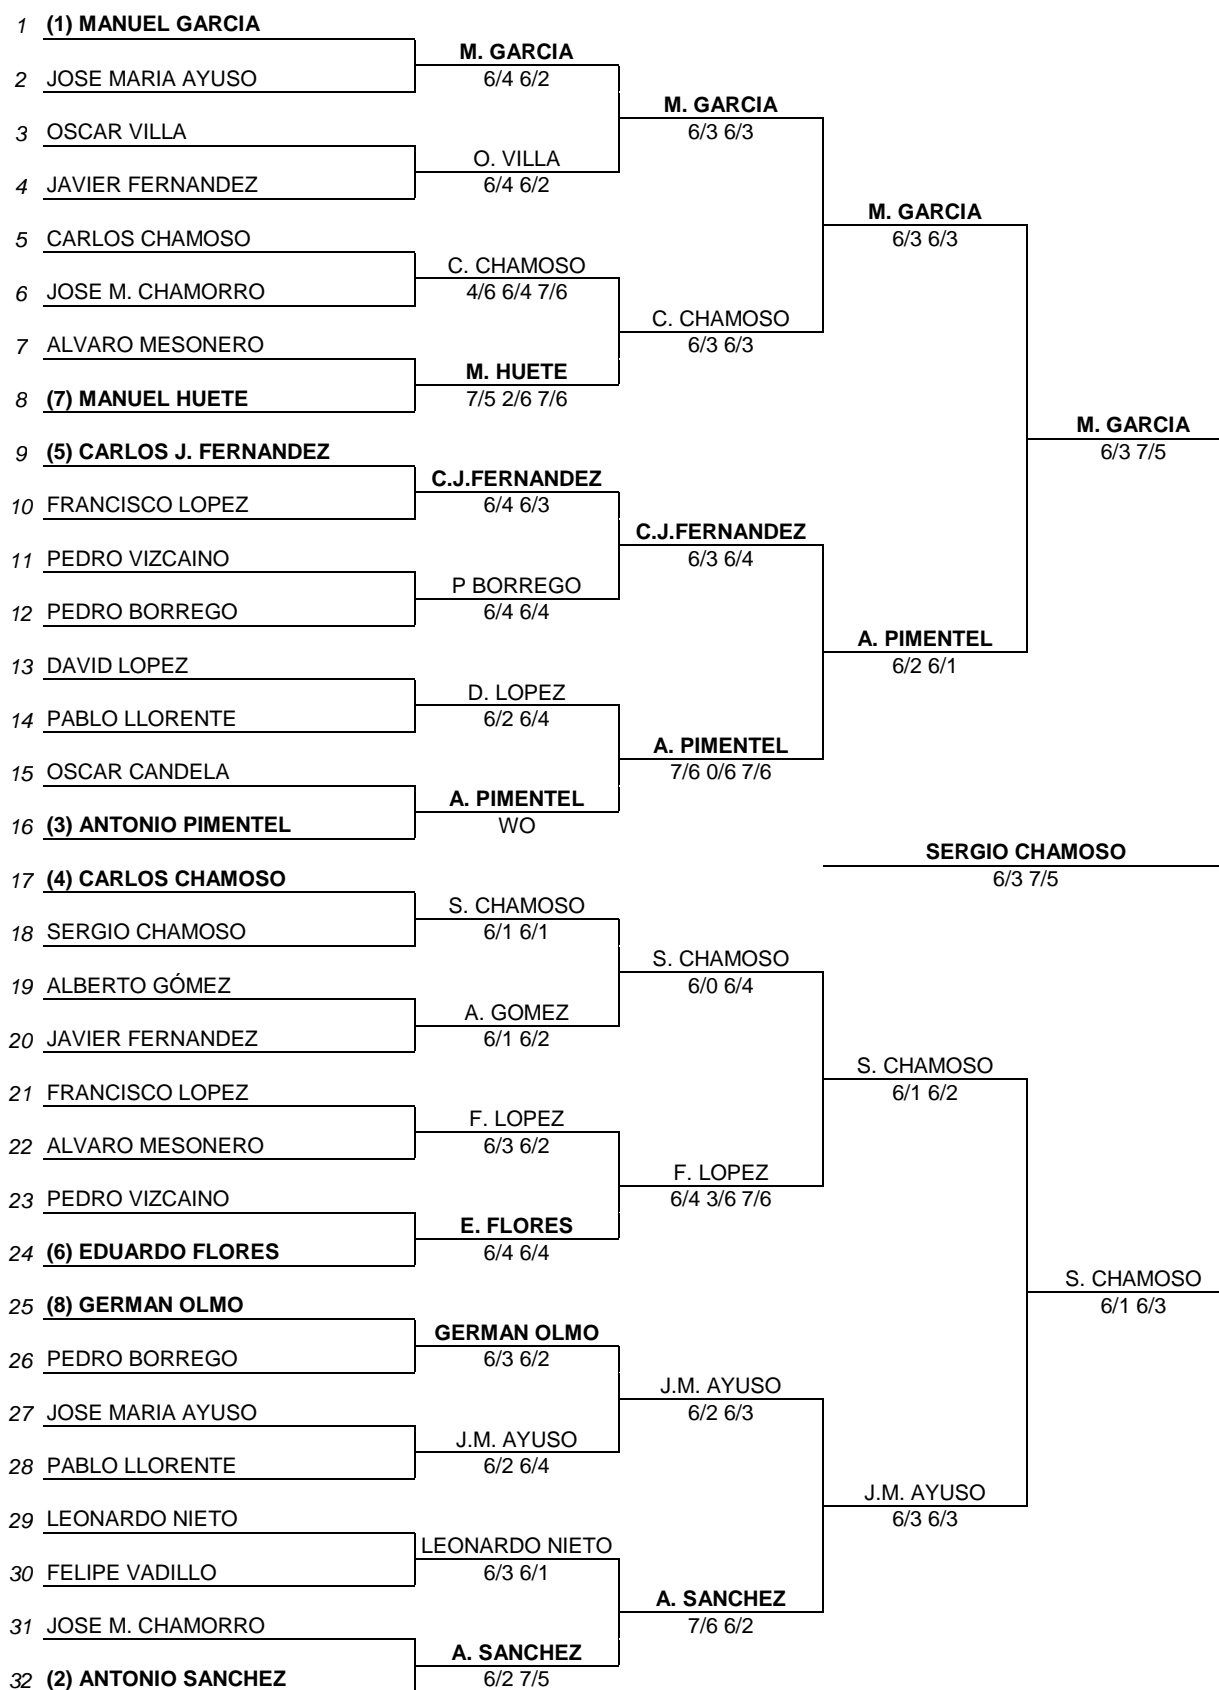 1 (1) MANUEL GARCIA
M. GARCIA
2 JOSE MARIA AYUSO
6/4 6/2
M. GARCIA
3 OSCAR VILLA
6/3 6/3
O. VILLA
4 JAVIER FERNANDEZ
6/4 6/2
M. GARCIA
5 CARLOS CHAMOSO
6/3 6/3
C. CHAMOSO
6 JOSE M. CHAMORRO
4/6 6/4 7/6
C. CHAMOSO
7 ALVARO MESONERO
6/3 6/3
M. HUETE
8 (7) MANUEL HUETE
7/5 2/6 7/6
M. GARCIA
9 (5) CARLOS J. FERNANDEZ
6/3 7/5
C.J.FERNANDEZ
10 FRANCISCO LOPEZ
6/4 6/3
C.J.FERNANDEZ
11 PEDRO VIZCAINO
6/3 6/4
P BORREGO
12 PEDRO BORREGO
6/4 6/4
A. PIMENTEL
13 DAVID LOPEZ
6/2 6/1
D. LOPEZ
14 PABLO LLORENTE
6/2 6/4
A. PIMENTEL
15 OSCAR CANDELA
7/6 0/6 7/6
A. PIMENTEL
16 (3) ANTONIO PIMENTEL
WO
SERGIO CHAMOSO
17 (4) CARLOS CHAMOSO
6/3 7/5
S. CHAMOSO
18 SERGIO CHAMOSO
6/1 6/1
S. CHAMOSO
19 ALBERTO GÓMEZ
6/0 6/4
A. GOMEZ
20 JAVIER FERNANDEZ
6/1 6/2
S. CHAMOSO
21 FRANCISCO LOPEZ
6/1 6/2
F. LOPEZ
22 ALVARO MESONERO
6/3 6/2
F. LOPEZ
23 PEDRO VIZCAINO
6/4 3/6 7/6
E. FLORES
24 (6) EDUARDO FLORES
6/4 6/4
S. CHAMOSO
25 (8) GERMAN OLMO
6/1 6/3
GERMAN OLMO
26 PEDRO BORREGO
6/3 6/2
J.M. AYUSO
27 JOSE MARIA AYUSO
6/2 6/3
J.M. AYUSO
28 PABLO LLORENTE
6/2 6/4
J.M. AYUSO
29 LEONARDO NIETO
6/3 6/3
LEONARDO NIETO
30 FELIPE VADILLO
6/3 6/1
A. SANCHEZ
31 JOSE M. CHAMORRO
7/6 6/2
A. SANCHEZ
32 (2) ANTONIO SANCHEZ
6/2 7/5